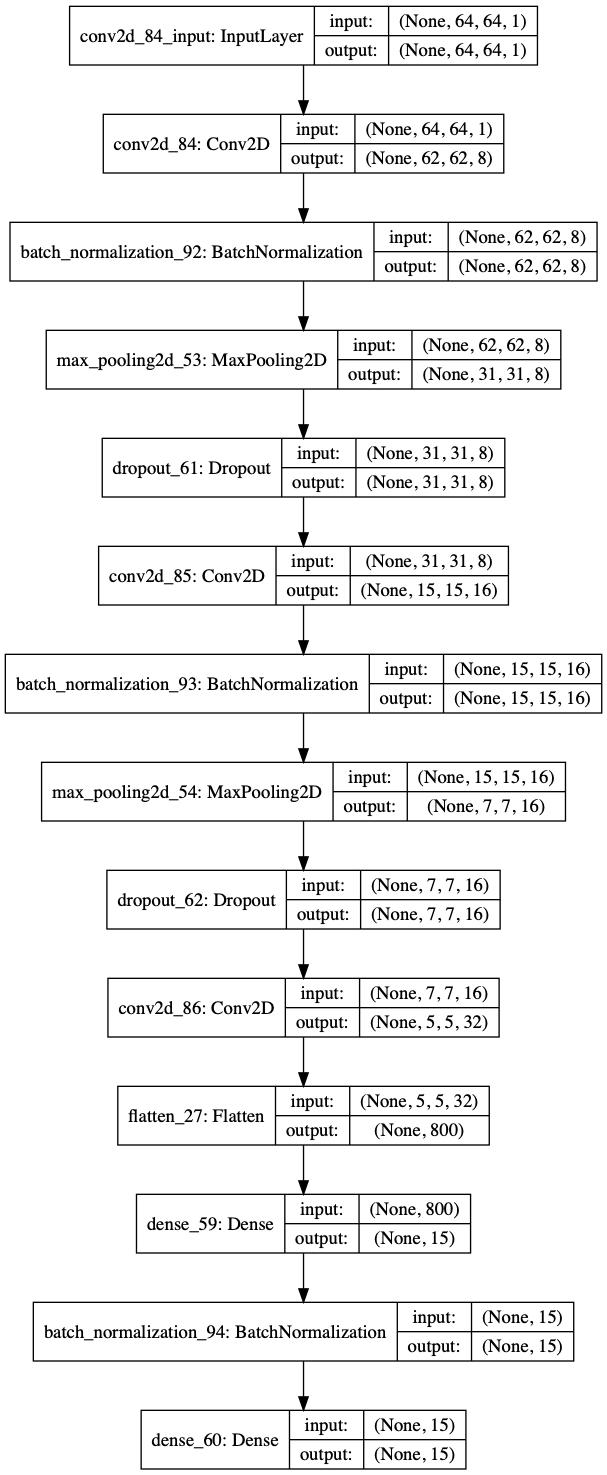 conv2d_84_input: InputLayer
input: (None, 64, 64, 1)
output: (None, 64, 64, 1)
conv2d_84: Conv2D
input: (None, 64, 64, 1)
output: (None, 62, 62, 8)
batch_normalization_92: BatchNormalization
input: (None, 62, 62, 8)
output: (None, 62, 62, 8)
max_pooling2d_53: MaxPooling2D
input: (None, 62, 62, 8)
output: (None, 31, 31, 8)
dropout_61: Dropout
input: (None, 31, 31, 8)
output: (None, 31, 31, 8)
conv2d_85: Conv2D
input: (None, 31, 31, 8)
output: (None, 15, 15, 16)
batch_normalization_93: BatchNormalization
input: (None, 15, 15, 16)
output: (None, 15, 15, 16)
max_pooling2d_54: MaxPooling2D
input: (None, 15, 15, 16)
output: (None, 7, 7, 16)
dropout_62: Dropout
input: (None, 7, 7, 16)
output: (None, 7, 7, 16)
conv2d_86: Conv2D
input: (None, 7, 7, 16)
output: (None, 5, 5, 32)
flatten_27: Flatten
input: (None, 5, 5, 32)
output: (None, 800)
dense_59: Dense
input: (None, 800)
output: (None, 15)
batch_normalization_94: BatchNormalization
input: (None, 15)
output: (None, 15)
dense_60: Dense
input: (None, 15)
output: (None, 15)